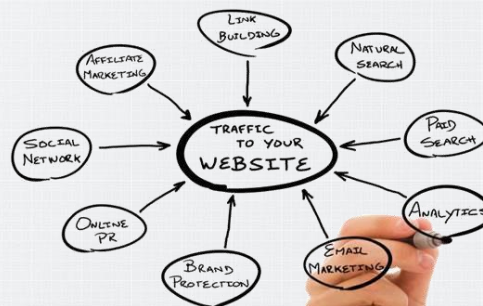 LINK
BUILDING
AFFILIATE
MARKETING
NATURAL
SEARCH
SOCIAL
NETWORK
TRAFFIC
TO YOUR
WEBSITE
PAID
SEARCH
ONLINE
PR
ANALYTICS
BRAND
PROTECTION
EMAIL
MARKETING